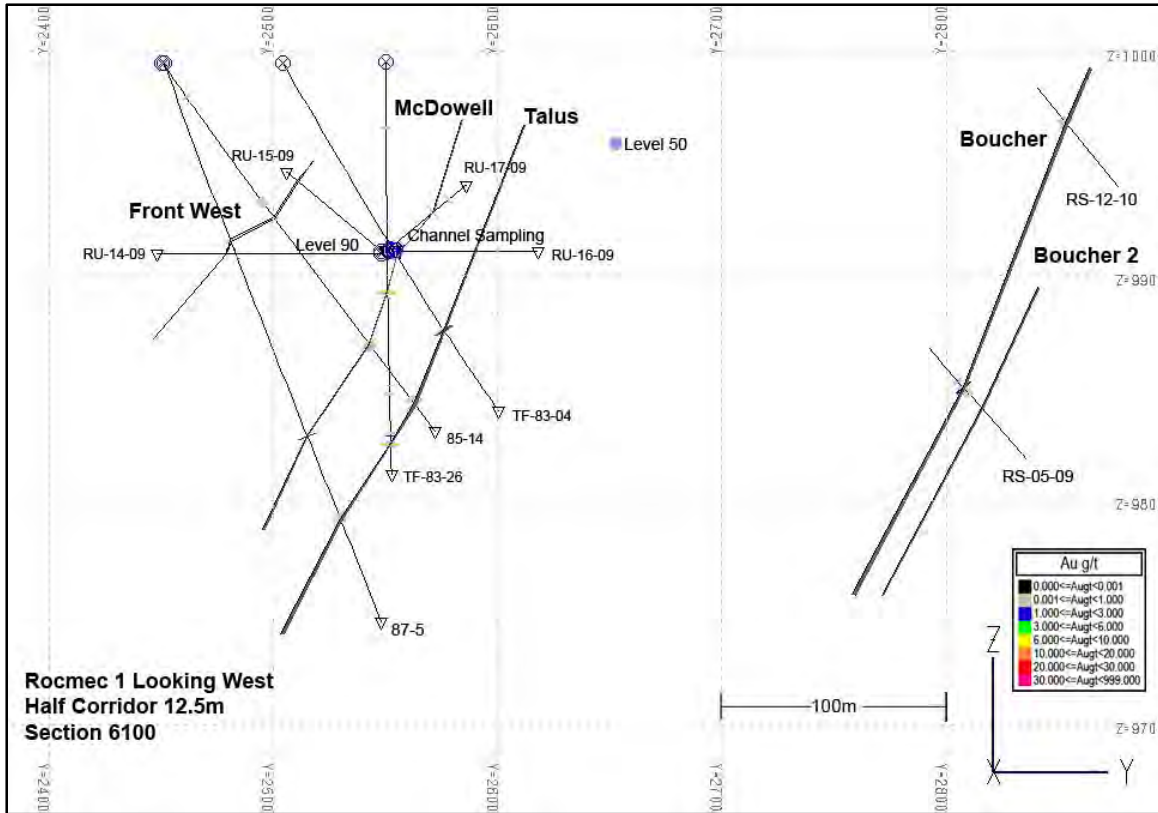 Y=2400
Y=2500
Y=2600
Y=2700
Y=2800
Z=1000
McDowell
Talus
Level 50
Boucher
RU-15-09
RU-17-09
RS-12-10
Front West
Level 90
Channel Sampling
RU-14-09
RU-16-09
Boucher 2
Z=990
TF-83-04
85-14
TF-83-26
RS-05-09
Z=980
87-5
Au g/t
0.000<=Augt<0.001
0.001<=Augt<1.000
1.000<=Augt<3.000
3.000<=Augt<6.000
6.000<=Augt<10.000
10.000<=Augt<20.000
20.000<=Augt<30.000
30.000<=Augt<999.000
Rocmec 1 Looking West
Half Corridor 12.5m
Section 6100
100m
Z
X
Y
Z=970
Y=2400
Y=2500
Y=2600
Y=2700
Y=2800